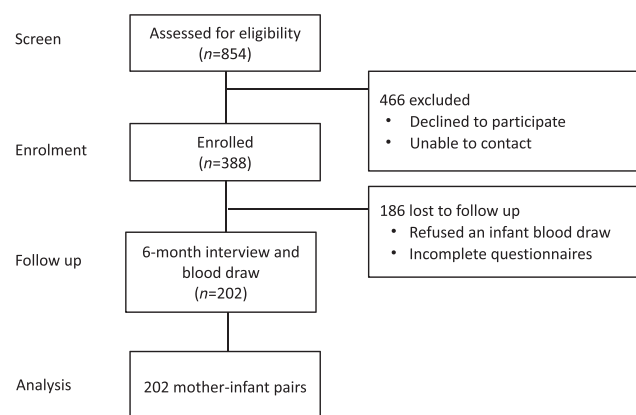 Screen
Assessed for eligibility
(n=854)
466 excluded
• Declined to participate
• Unable to contact
Enrolment
Enrolled
(n=388)
186 lost to follow up
• Refused an infant blood draw
• Incomplete questionnaires
Follow up
6-month interview and
blood draw
(n=202)
Analysis
202 mother-infant pairs